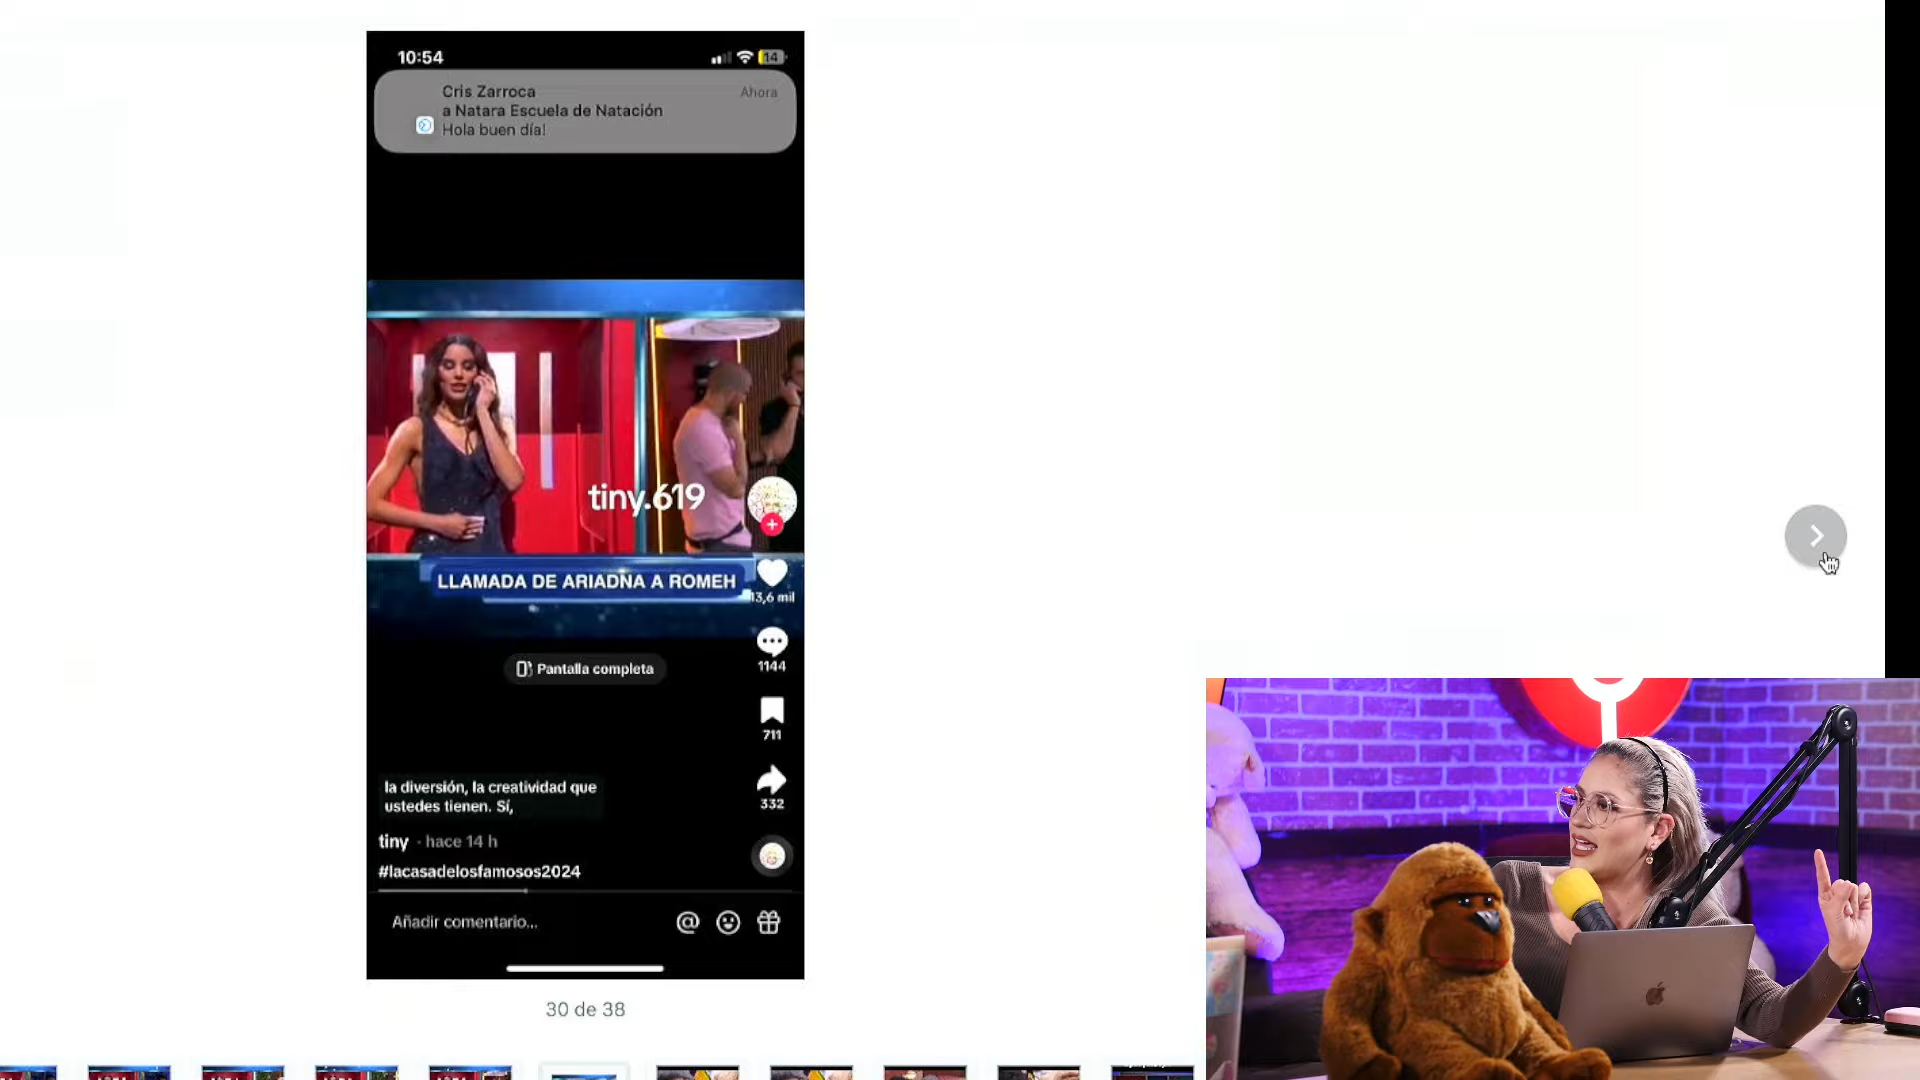 10:54
14
Cris Zarroca
Ahora
a Natara Escuela de Natación
Hola buen día!
tiny.619
LLAMADA DE ARIADNA A ROMEH
13,6 mil
1144
Pantalla completa
711
332
la diversión, la creatividad que
ustedes tienen. Sí,
tiny · hace 14 h
#lacasadelosfamosos2024
Añadir comentario...
30 de 38